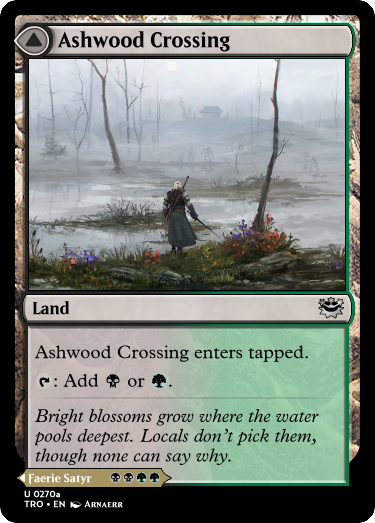 Ashwood Crossing
Land
Ashwood Crossing enters tapped.
: Add or .
Bright blossoms grow where the water
pools deepest. Locals don't pick them,
though none can say why.
Faerie Satyr
U 0270a
TRO • EN Arnaerr